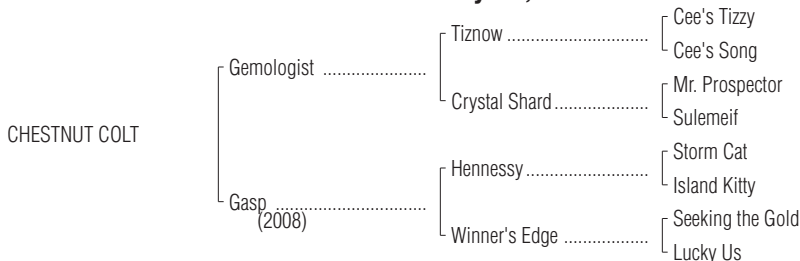 Cee's Tizzy
Tiznow ..............................
Cee's Song
Gemologist ......................
Mr. Prospector
Crystal Shard....................
Sulemeif
CHESTNUT COLT
Storm Cat
Hennessy..........................
Island Kitty
Gasp ................................
(2008)
Seeking the Gold
Winner's Edge ..................
Lucky Us